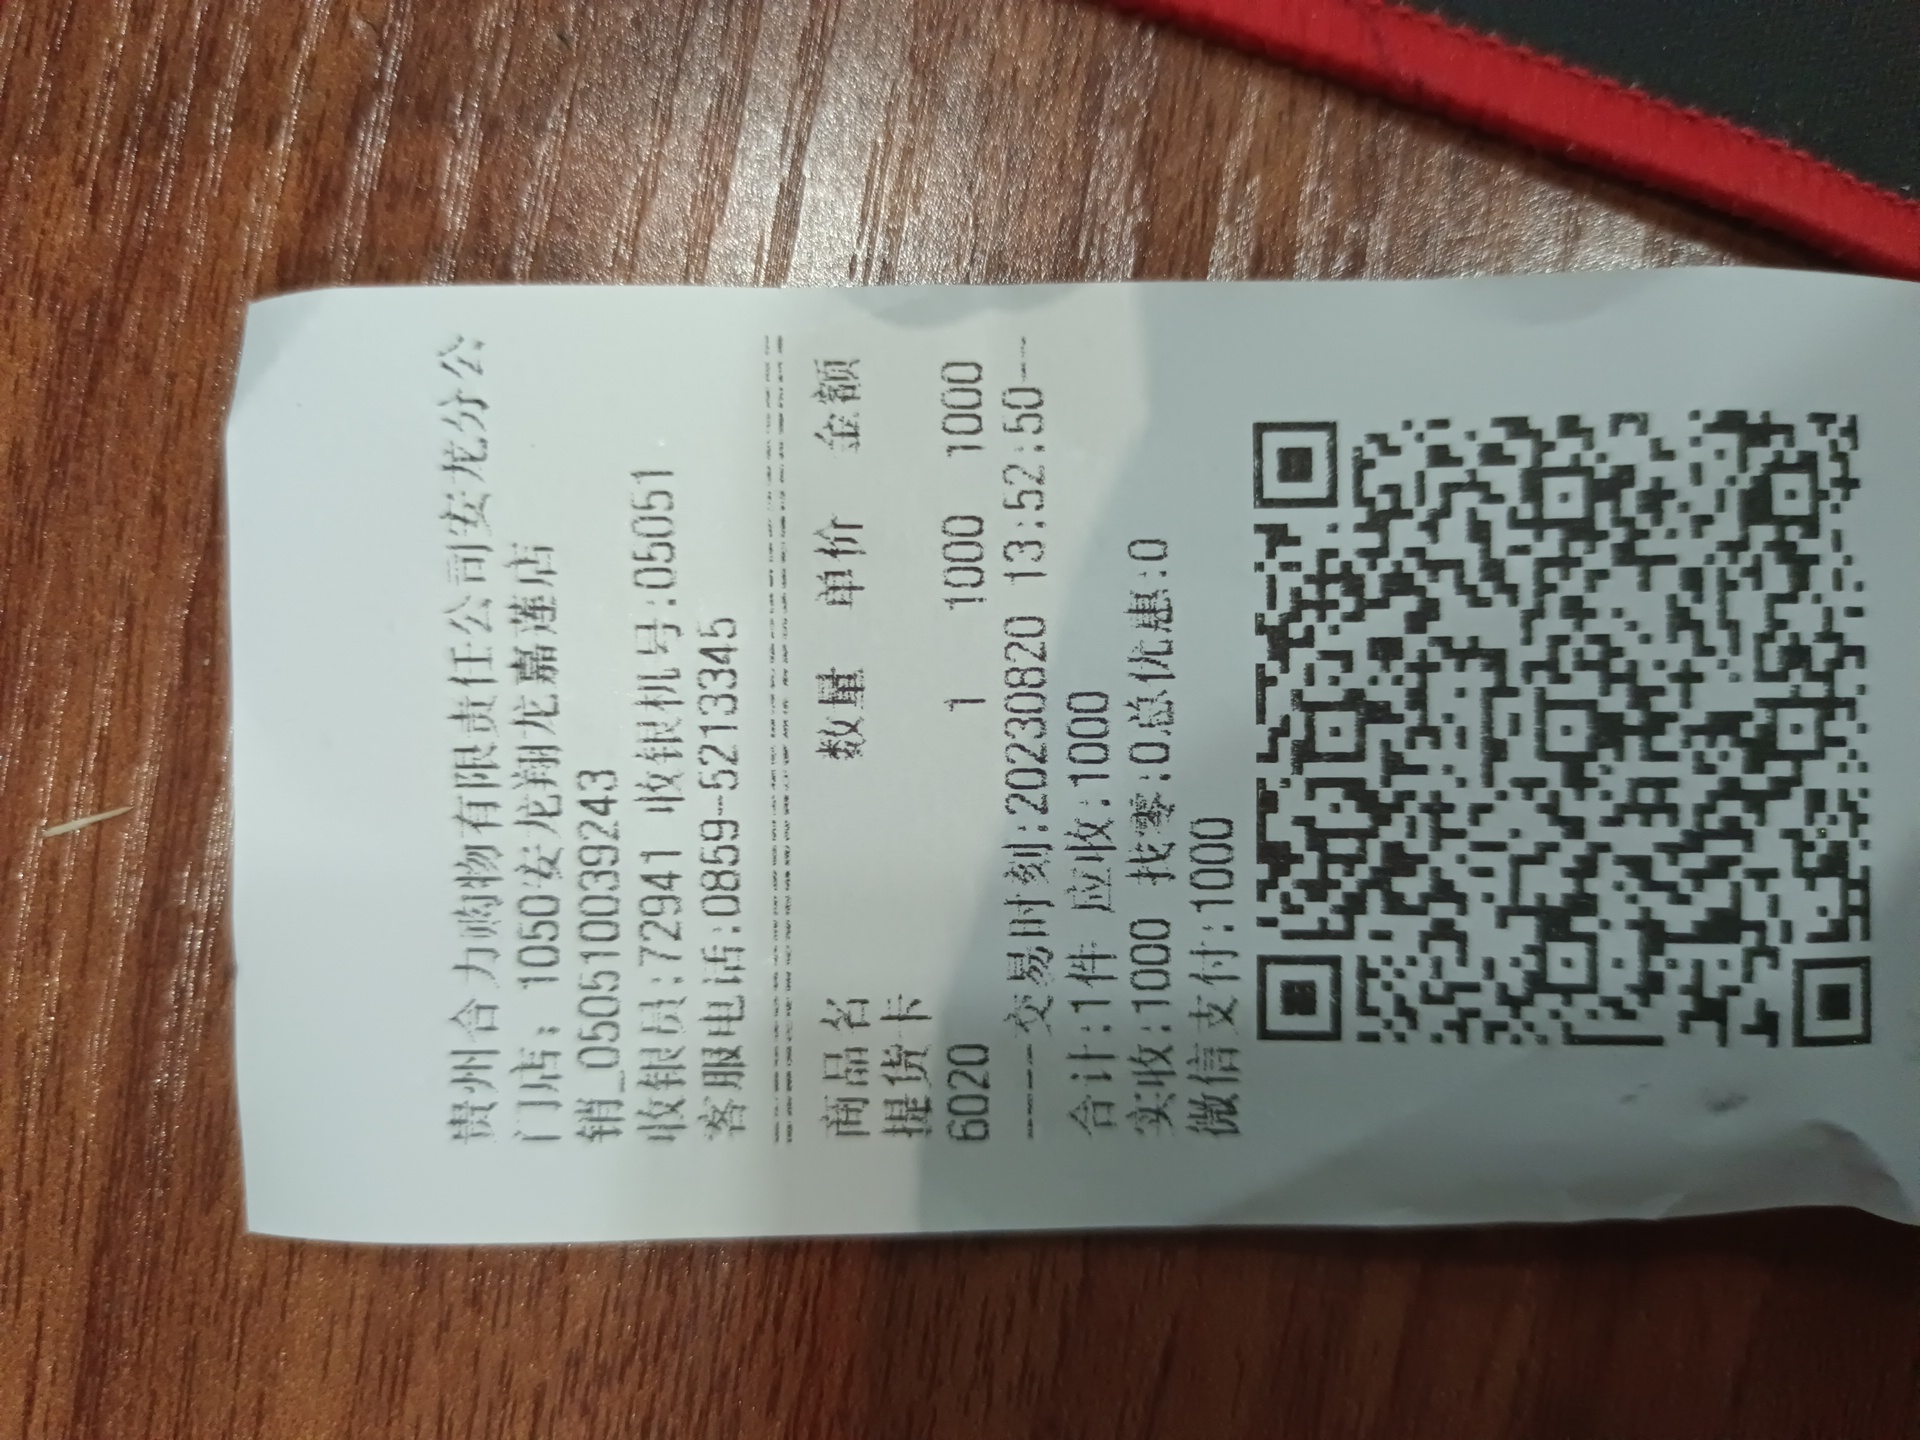 贵州合力购物有限责任公司安龙分公
门店：1050安龙翔龙嘉莲店
销_050510039243
收银员:72941 收银机号:05051
客服电话:0859-5213345
商品名 数量 单价 金额
提货卡
6020 1 1000 1000
----交易时刻:20230820 13:52:50--
合计:1件 应收:1000
实收:1000 找零:0总优惠:0
微信支付:1000